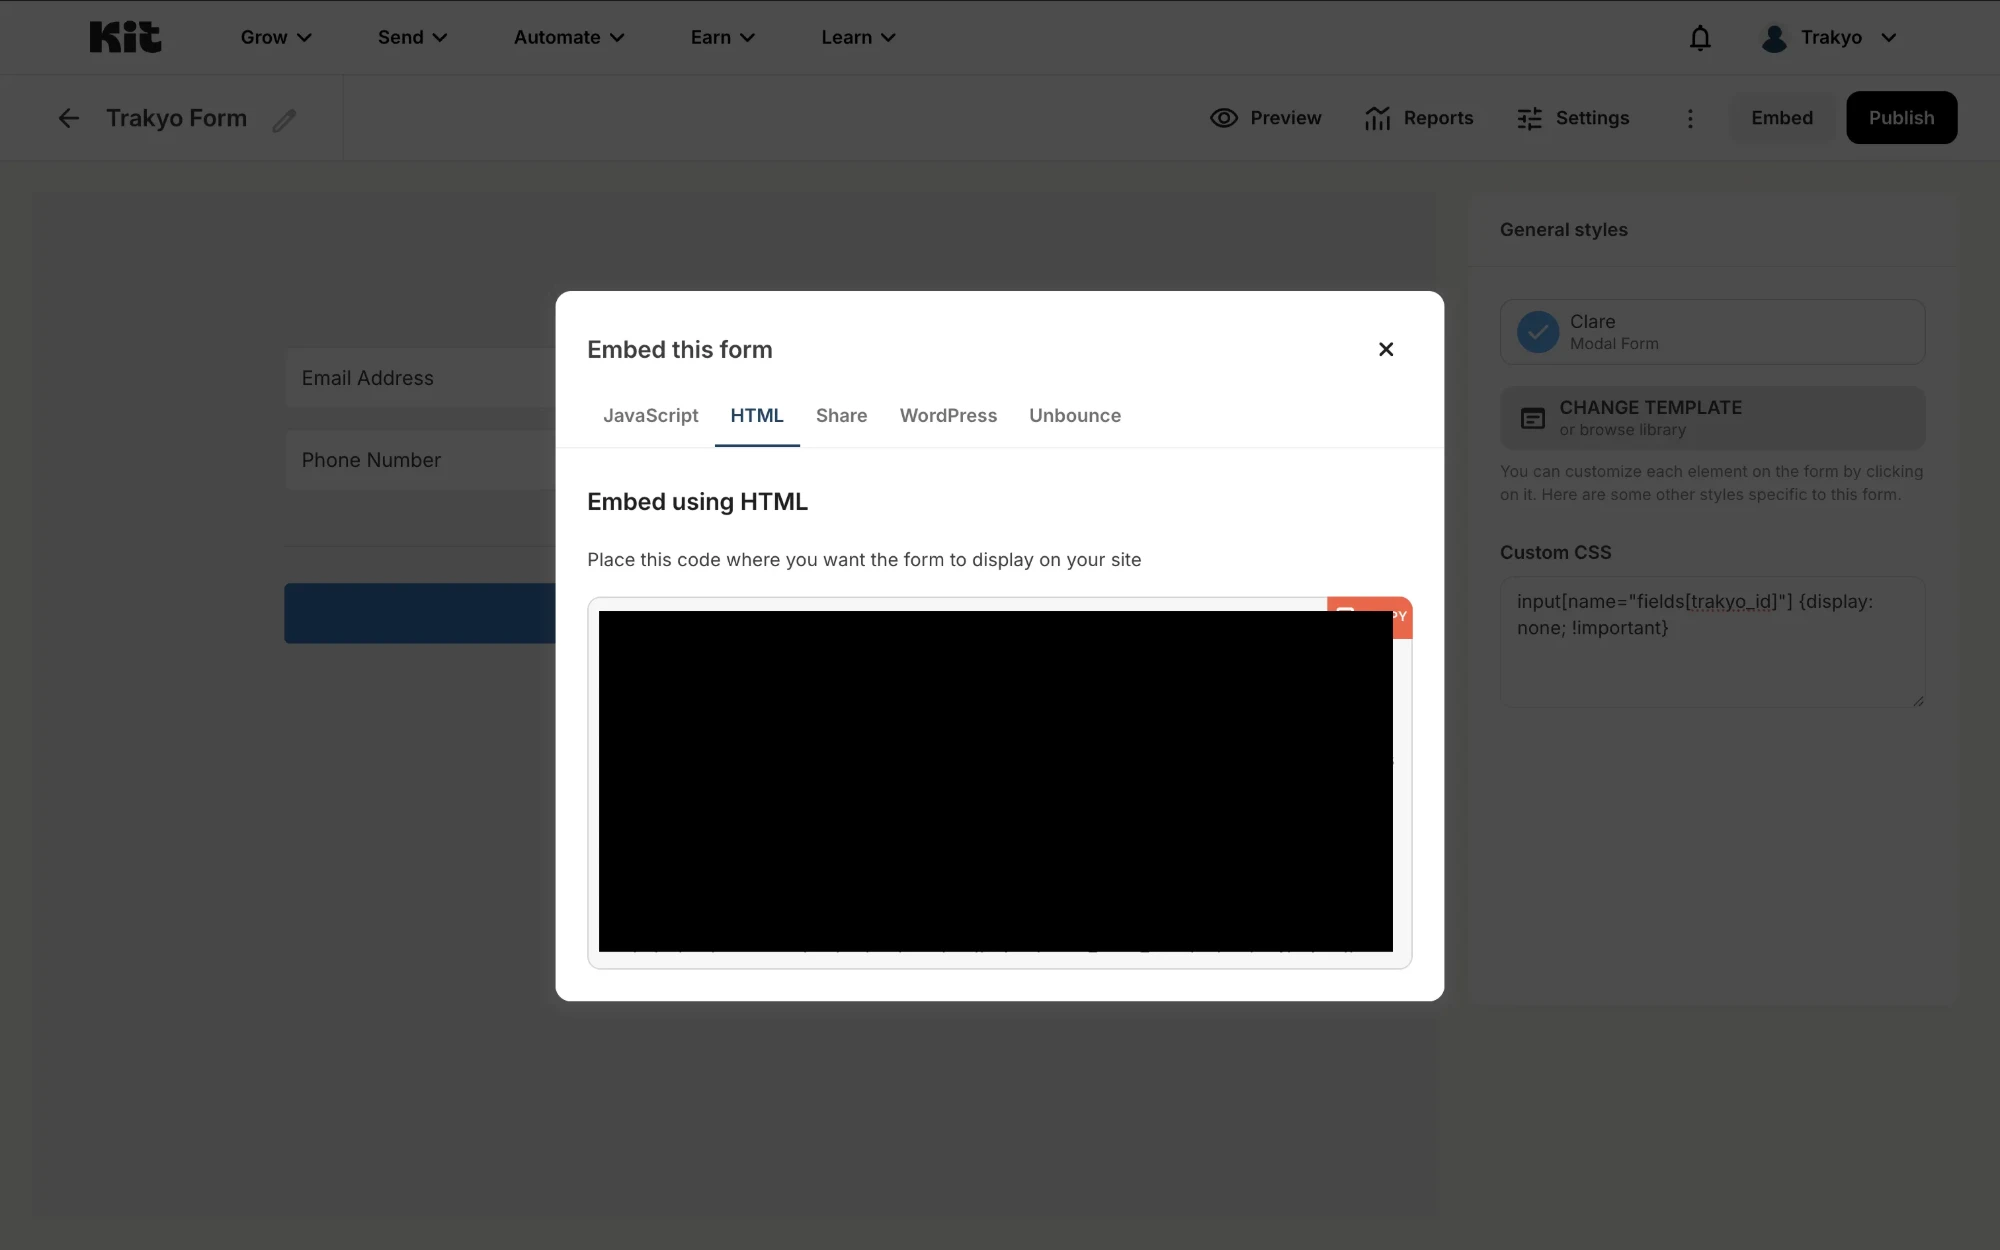 Kit
Grow
Send
Automate
Earn
Learn
Trakyo
Trakyo Form
Preview
Reports
Settings
Embed
Publish
Email Address
Phone Number
Embed this form
JavaScript
HTML
Share
WordPress
Unbounce
Embed using HTML
Place this code where you want the form to display on your site
General styles
Clare
Modal Form
CHANGE TEMPLATE
or browse library
You can customize each element on the form by clicking
on it. Here are some other styles specific to this form.
Custom CSS
input[name="fields[trakyo_id]"] {display:
none; !important}